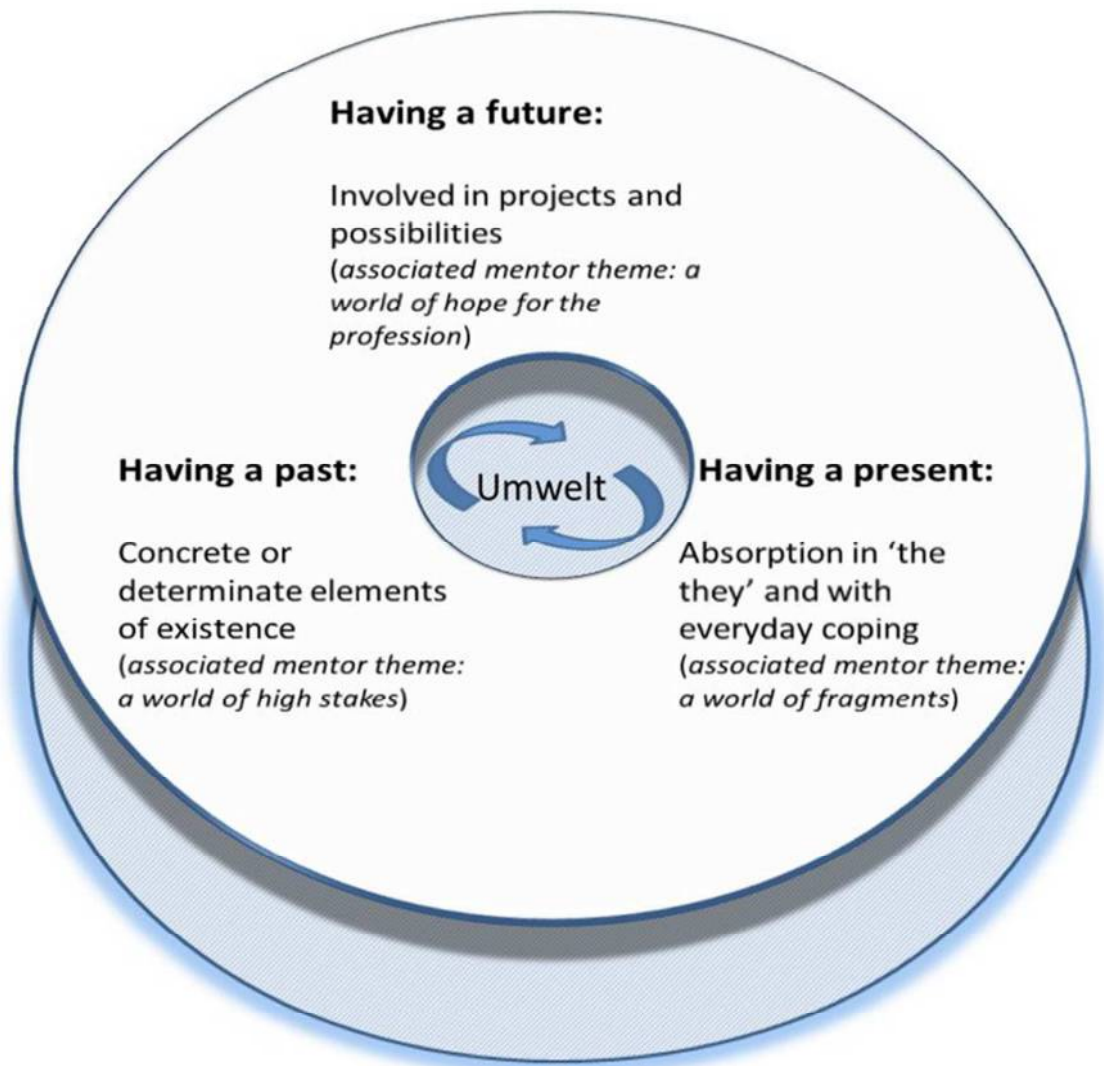 Having a future:
Involved in projects and
possibilities
(associated mentor theme: a
world of hope for the
profession)
Having a past:
Concrete or
determinate elements
of existence
(associated mentor theme:
a world of high stakes)
Umwelt
Having a present:
Absorption in ‘the
they’ and with
everyday coping
(associated mentor theme:
a world of fragments)